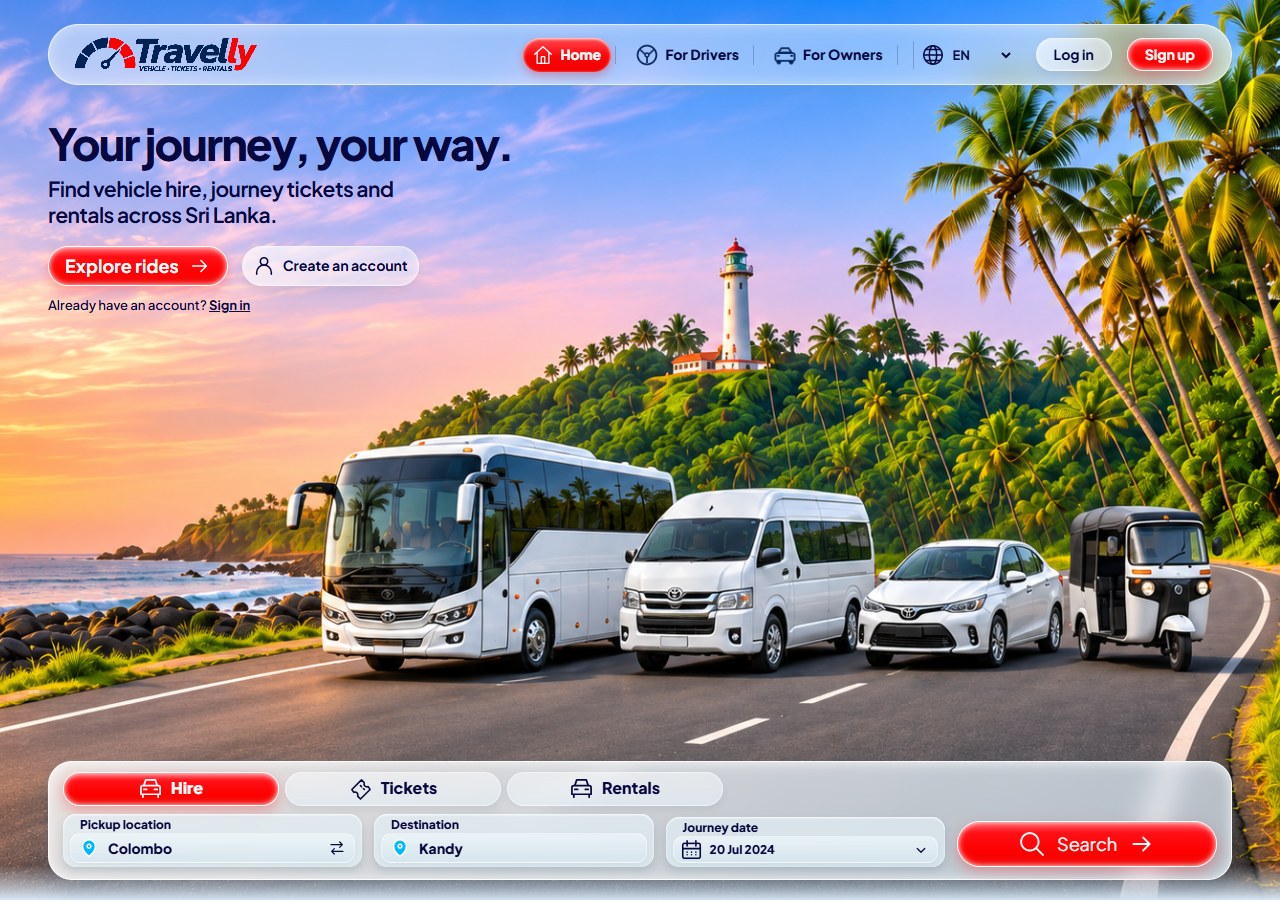 Travelly
VEHICLE • TICKETS • RENTALS
Home
For Drivers
For Owners
EN
Log in
Sign up
Your journey, your way.
Find vehicle hire, journey tickets and
rentals across Sri Lanka.
Explore rides
Create an account
Already have an account? Sign in
Hire
Tickets
Rentals
Pickup location
Colombo
Destination
Kandy
Journey date
20 Jul 2024
Search